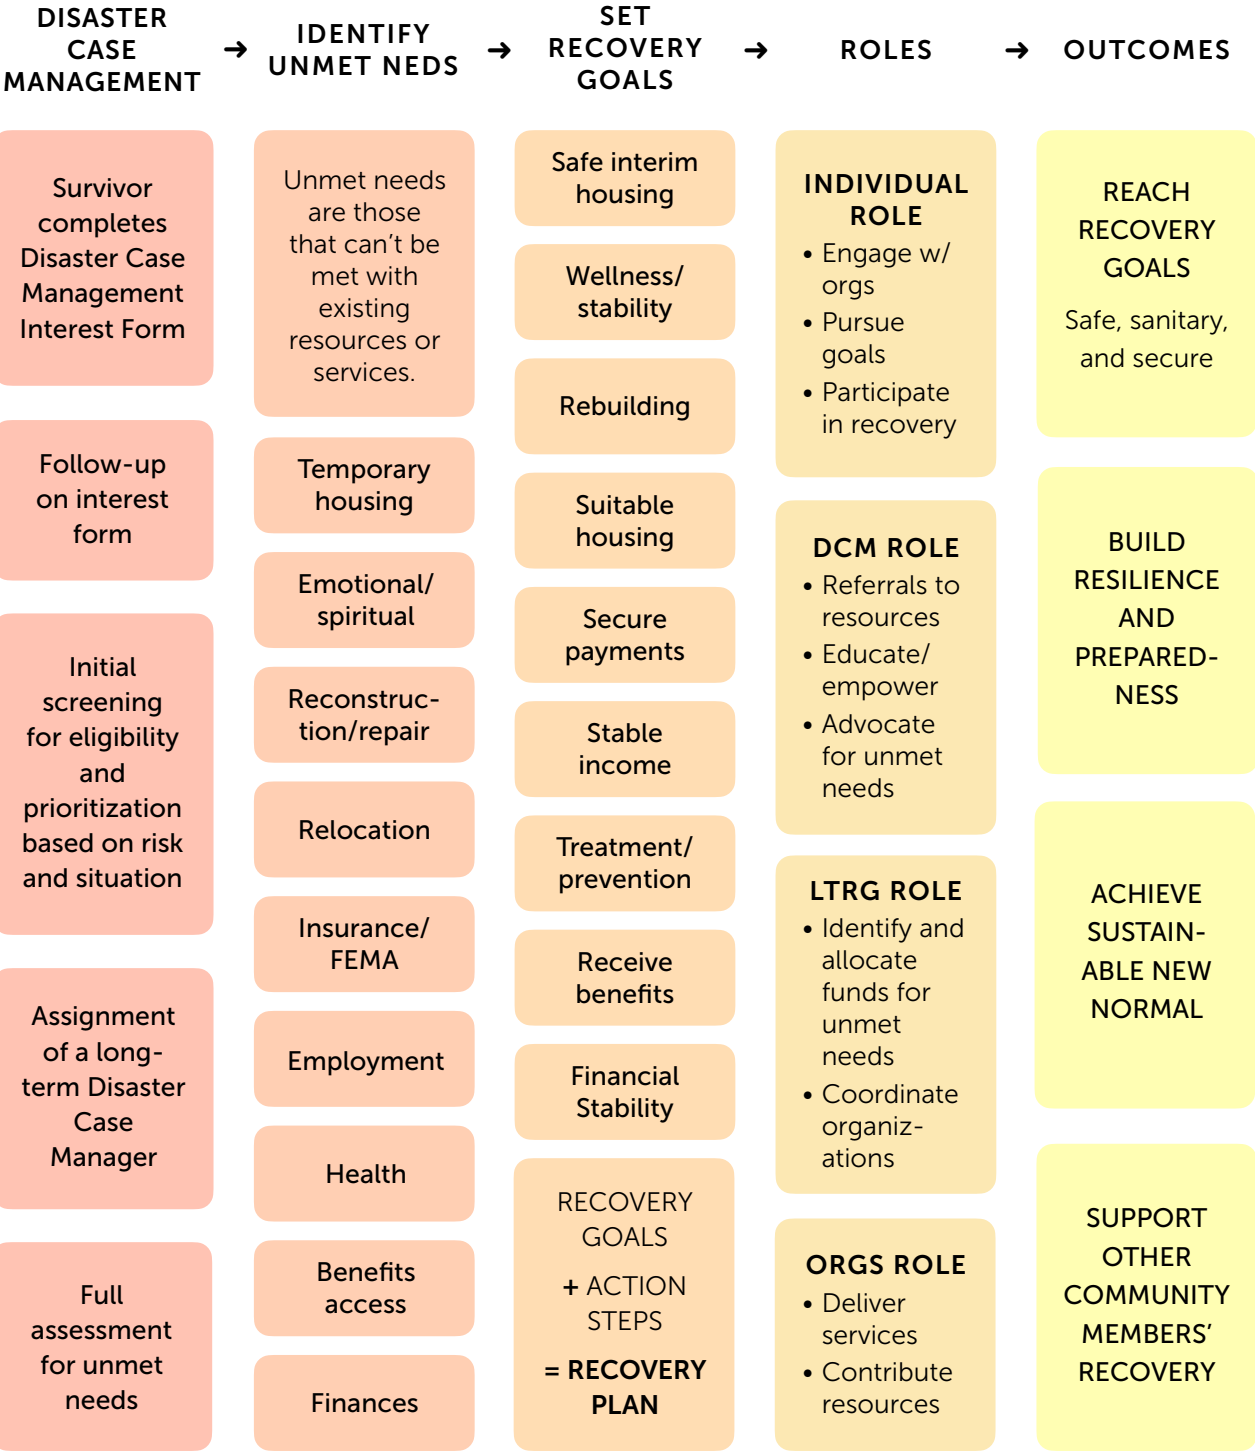 DISASTER
CASE
MANAGEMENT
➔
IDENTIFY
UNMET NEDS
➔
SET
RECOVERY
GOALS
➔
ROLES
➔
OUTCOMES
Survivor
completes
Disaster Case
Management
Interest Form
Follow-up
on interest
form
Initial
screening
for eligibility
and
prioritization
based on risk
and situation
Assignment
of a long-
term Disaster
Case
Manager
Full
assessment
for unmet
needs
Unmet needs
are those
that can't be
met with
existing
resources or
services.
Temporary
housing
Emotional/
spiritual
Reconstruc-
tion/repair
Relocation
Insurance/
FEMA
Employment
Health
Benefits
access
Finances
Safe interim
housing
Wellness/
stability
Rebuilding
Suitable
housing
Secure
payments
Stable
income
Treatment/
prevention
Receive
benefits
Financial
Stability
RECOVERY
GOALS
+ ACTION
STEPS
= RECOVERY
PLAN
INDIVIDUAL
ROLE
• Engage w/
orgs
• Pursue
goals
• Participate
in recovery
DCM ROLE
• Referrals to
resources
• Educate/
empower
• Advocate
for unmet
needs
LTRG ROLE
• Identify and
allocate
funds for
unmet
needs
• Coordinate
organiz-
ations
ORGS ROLE
• Deliver
services
• Contribute
resources
REACH
RECOVERY
GOALS
Safe, sanitary,
and secure
BUILD
RESILIENCE
AND
PREPARED-
NESS
ACHIEVE
SUSTAIN-
ABLE NEW
NORMAL
SUPPORT
OTHER
COMMUNITY
MEMBERS’
RECOVERY